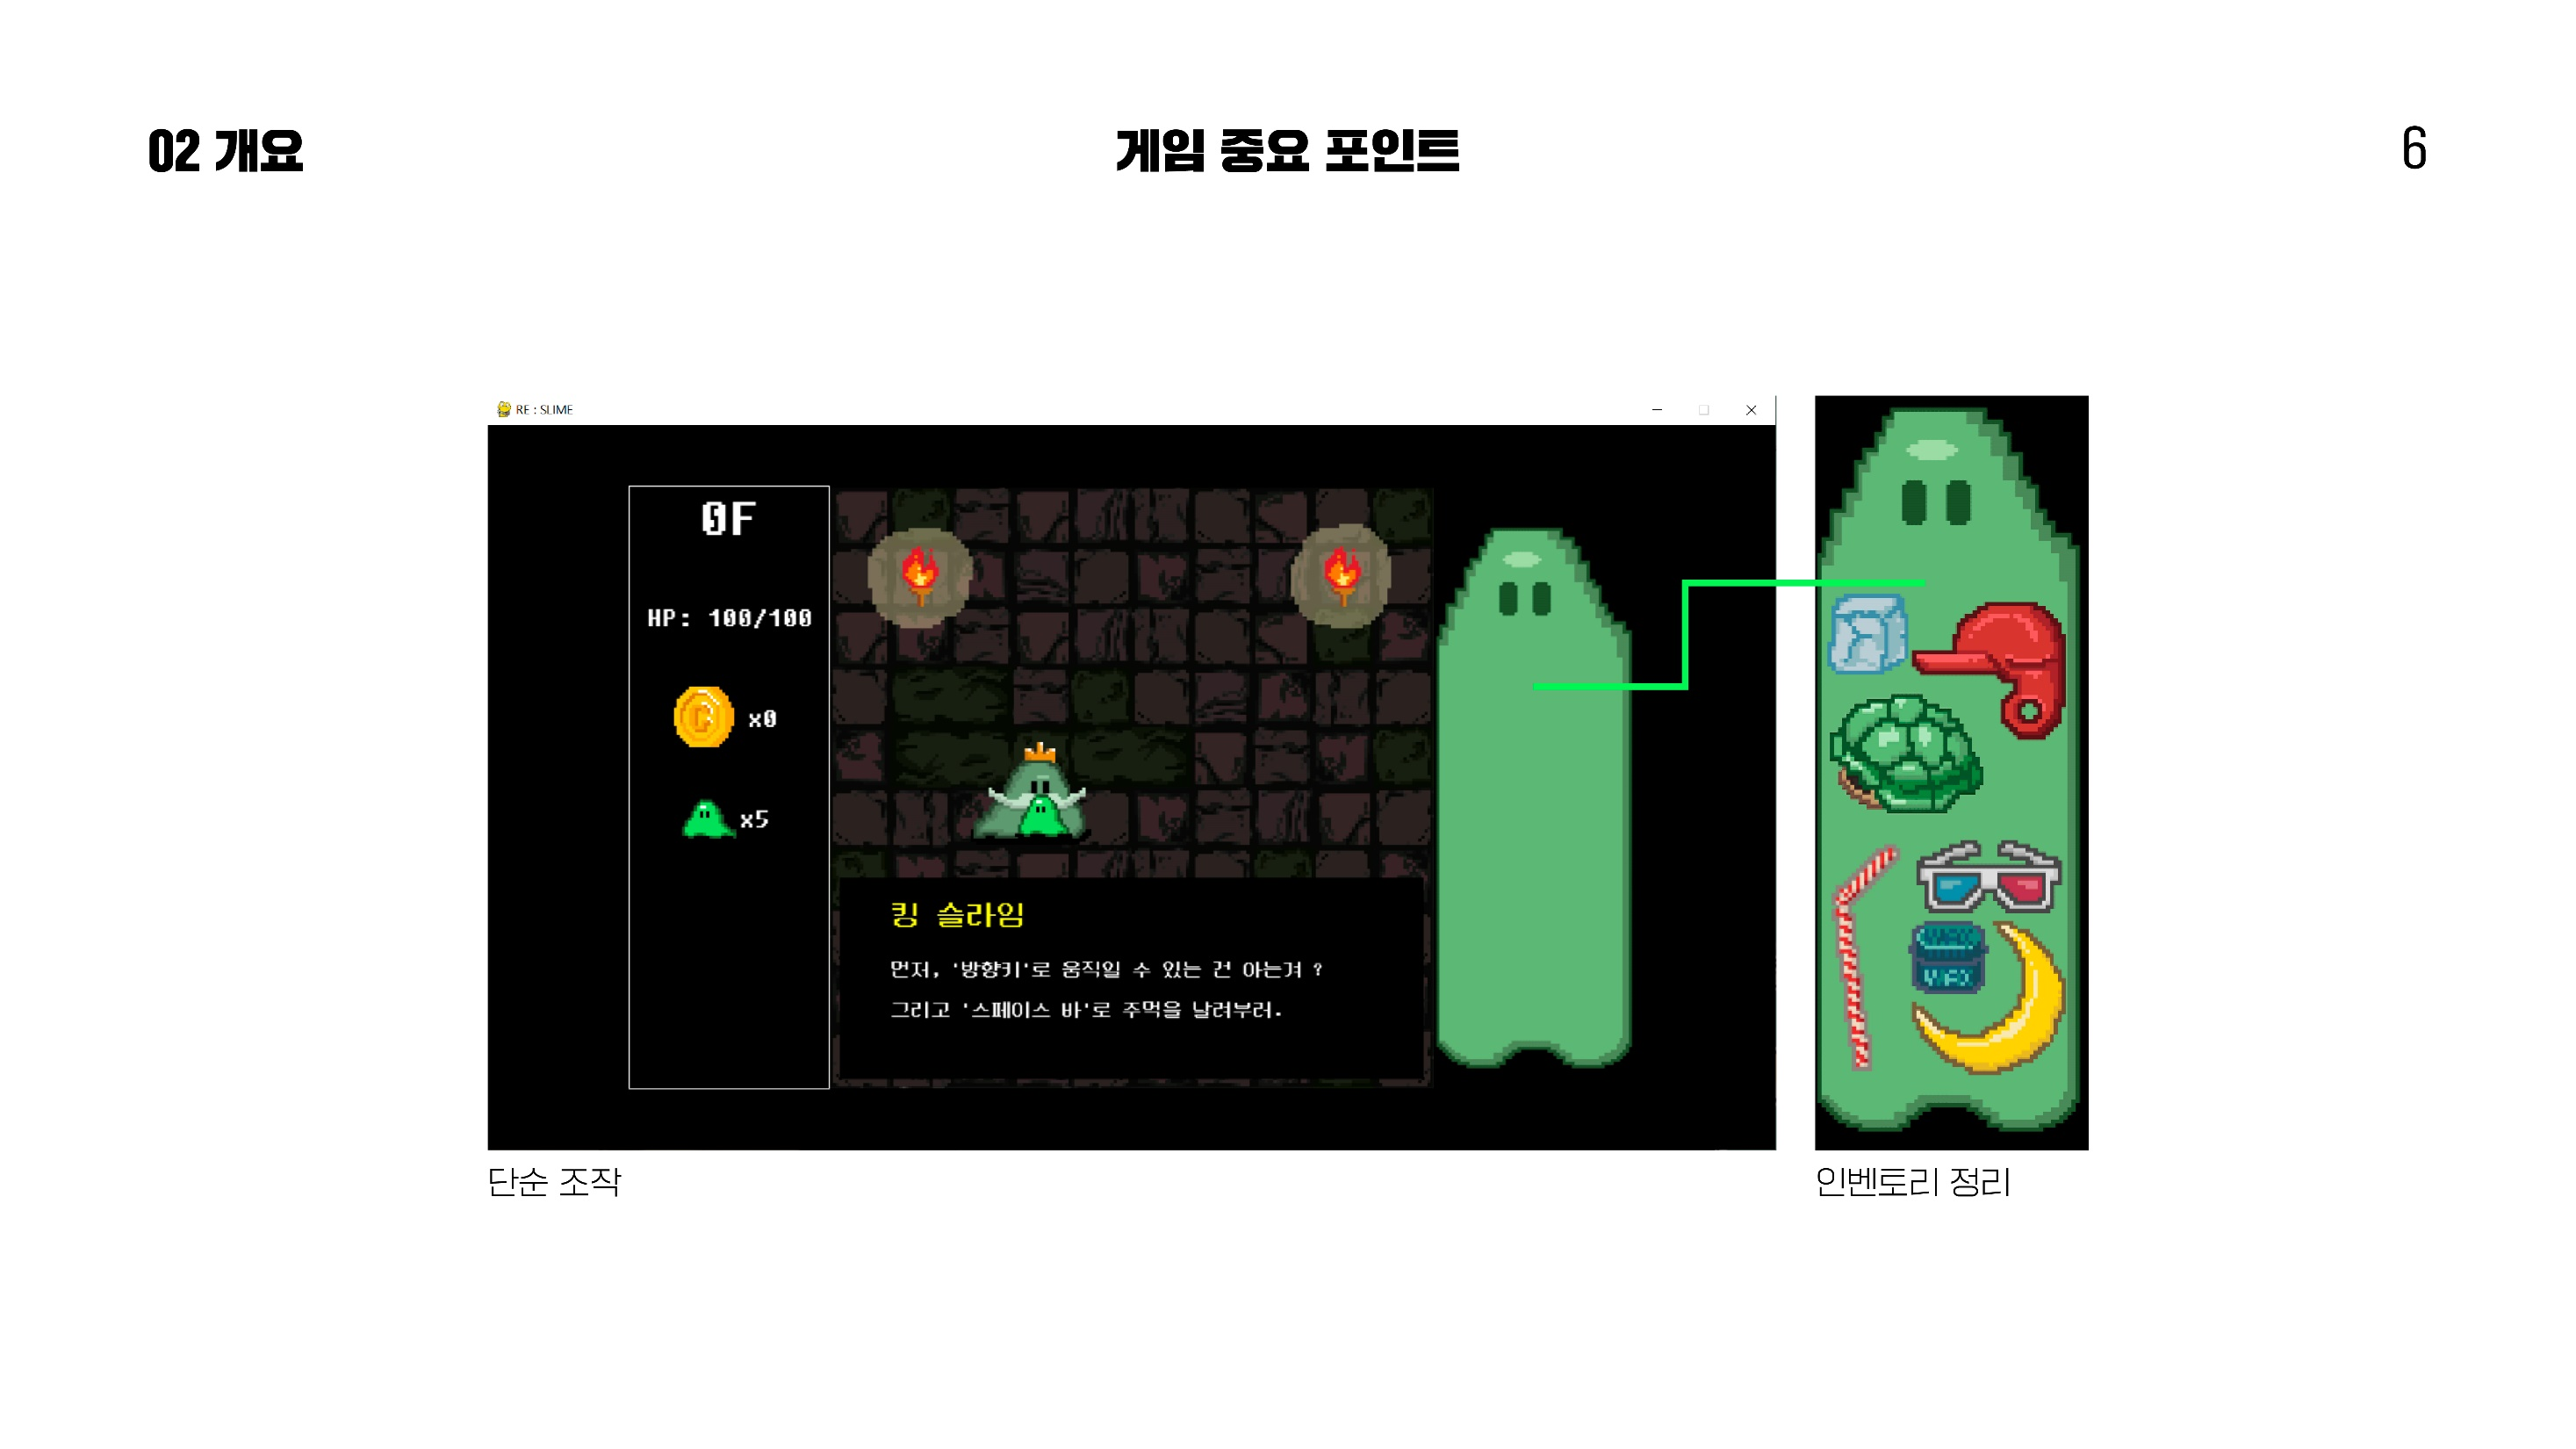 02 개요
게임 중요 포인트
6
RE : SLIME
0F
HP: 100/100
x0
x5
킹 슬라임
먼저, '방향키'로 움직일 수 있는 건 아는겨 ?
그리고 '스페이스 바'로 주먹을 날려부러.
단순 조작
인벤토리 정리